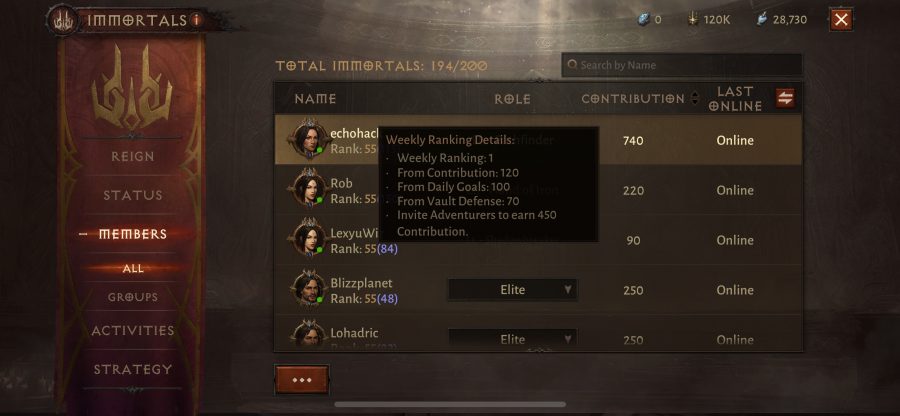 IMMORTALS
0
120K
28,730
TOTAL IMMORTALS: 194/200
Search by Name
NAME
ROLE
CONTRIBUTION
LAST
ONLINE
REIGN
STATUS
MEMBERS
ALL
GROUPS
ACTIVITIES
STRATEGY
echohack
Rank: 55
740
Online
Weekly Ranking Details:
· Weekly Ranking: 1
· From Contribution: 120
· From Daily Goals: 100
· From Vault Defense: 70
· Invite Adventurers to earn 450
Contribution.
Rob
Rank: 55
220
Online
Rank: 55(84)
90
Online
Blizzplanet
Rank: 55(48)
Elite
250
Online
Lohadric
Elite
250
Online